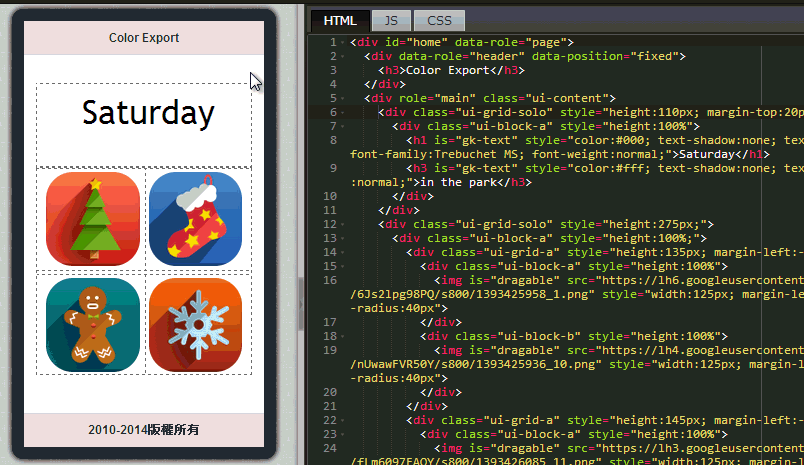 Color Export
Saturday
2010-2014版權所有
HTML JS CSS
1 <div id="home" data-role="page">
2 <div data-role="header" data-position="fixed">
3 <h3>Color Export</h3>
4 </div>
5 <div role="main" class="ui-content">
6 <div class="ui-grid-solo" style="height:110px; margin-top:20p
7 <div class="ui-block-a" style="height:100%">
8 <h1 is="gk-text" style="color:#000; text-shadow:none; tex
font-family:Trebuchet MS; font-weight:normal;">Saturday</h1>
9 <h3 is="gk-text" style="color:#fff; text-shadow:none; tex
:normal;">in the park</h3>
10 </div>
11 </div>
12 <div class="ui-grid-solo" style="height:275px;">
13 <div class="ui-block-a" style="height:100%;">
14 <div class="ui-grid-a" style="height:135px; margin-left:-
15 <div class="ui-block-a" style="height:100%">
16 <img is="dragable" src="https://lh6.googleusercontent
/6Js2lpg98PQ/s800/1393425958_1.png" style="width:125px; margin-l
-radius:40px">
17 </div>
18 <div class="ui-block-b" style="height:100%">
19 <img is="dragable" src="https://lh4.googleusercontent
/nUwawFVR50Y/s800/1393425936_10.png" style="width:125px; margin-
-radius:40px">
20 </div>
21 </div>
22 <div class="ui-grid-a" style="height:145px; margin-left:-
23 <div class="ui-block-a" style="height:100%">
24 <img is="dragable" src="https://lh3.googleusercontent
/fLm6097FAOY/s800/1393426085_11.png" style="width:125px; margin-